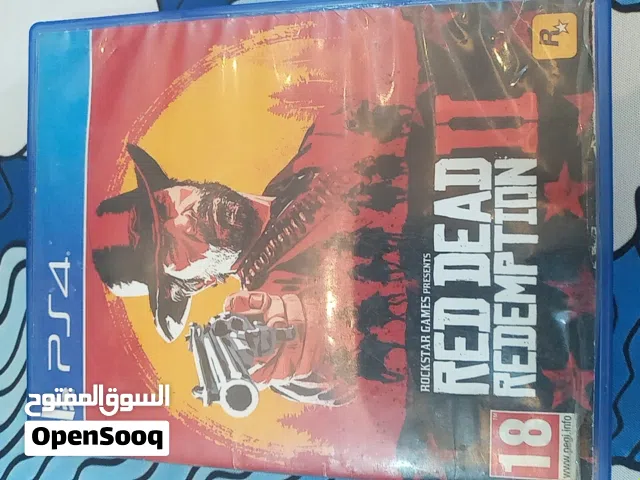 PS4
ROCKSTAR GAMES PRESENTS
RED DEAD
REDEMPTION
II
R
18
www.pegi.info
السوق المفتوح
OpenSooq